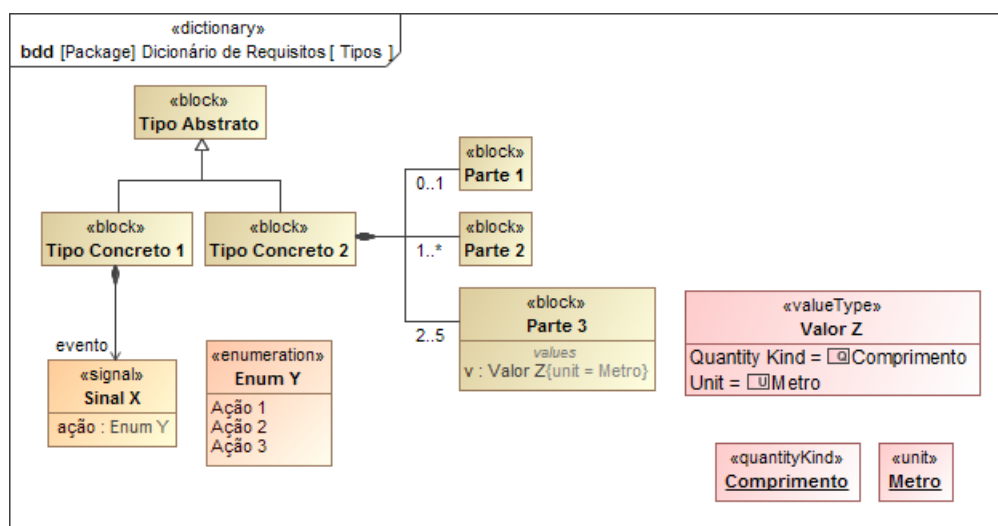 «dictionary»
bdd [Package] Dicionário de Requisitos [ Tipos ]
«block»
Tipo Abstrato
«block»
Tipo Concreto 1
«block»
Tipo Concreto 2
0..1
«block»
Parte 1
1..*
«block»
Parte 2
2..5
«block»
Parte 3
values
v : Valor Z{unit = Metro}
evento
«signal»
Sinal X
ação : Enum Y
«enumeration»
Enum Y
Ação 1
Ação 2
Ação 3
«valueType»
Valor Z
Quantity Kind = Q Comprimento
Unit = U Metro
«quantityKind»
Comprimento
«unit»
Metro